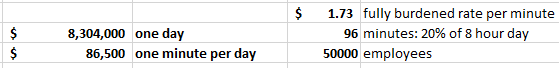 $ 1.73 fully burdened rate per minute
$ 8,304,000 one day 96 minutes: 20% of 8 hour day
$ 86,500 one minute per day 50000 employees